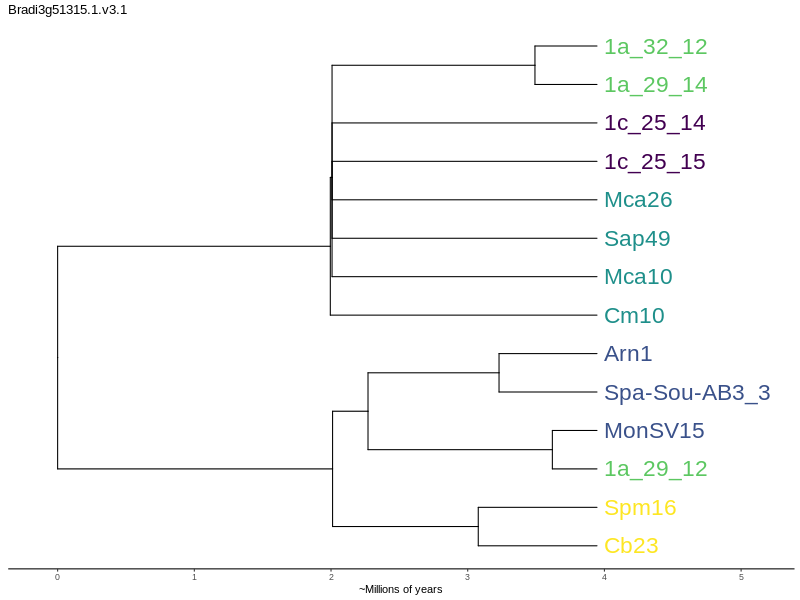 Bradi3g51315.1.v3.1
1a_32_12
1a_29_14
1c_25_14
1c_25_15
Mca26
Sap49
Mca10
Cm10
Arn1
Spa-Sou-AB3_3
MonSV15
1a_29_12
Spm16
Cb23
0 1 2 3 4 5
~Millions of years